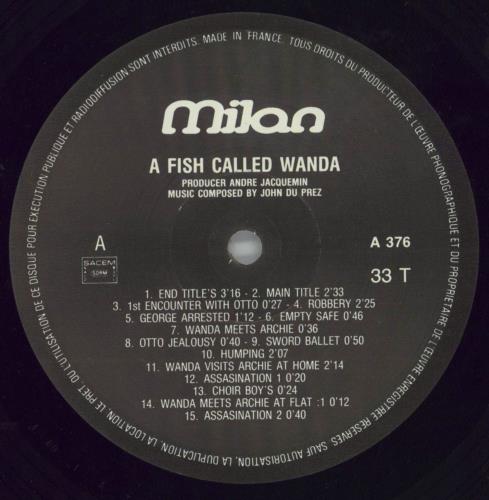 DE CE DISQUE POUR EXECUTION PUBLIQUE ET RADIODIFFUSION SONT INTERDITS. MADE IN FRANCE. TOUS DROITS DU PRODUCTEUR DE L'ŒUVRE PHONOGRAPHIQUE ET DU PROPRIETAIRE DE L'ŒUVRE ENREGISTREE RESERVES. SAUF AUTORISATION, LA DUPLICATION, LA LOCATION, LE PRET OU L'UTILISATION
Milan
A FISH CALLED WANDA
PRODUCER ANDRE JACQUEMIN
MUSIC COMPOSED BY JOHN DU PREZ
A
A 376
SACEM
SDRM
33 T
1. END TITLE'S 3'16 - 2. MAIN TITLE 2'33
3. 1st ENCOUNTER WITH OTTO 0'27 - 4. ROBBERY 2'25
5. GEORGE ARRESTED 1'12 - 6. EMPTY SAFE 0'46
7. WANDA MEETS ARCHIE 0'36
8. OTTO JEALOUSY 0'40 - 9. SWORD BALLET 0'50
10. HUMPING 2'07
11. WANDA VISITS ARCHIE AT HOME 2'14
12. ASSASINATION 1 0'20
13. CHOIR BOY'S 0'24
14. WANDA MEETS ARCHIE AT FLAT :1 0'12
15. ASSASINATION 2 0'40